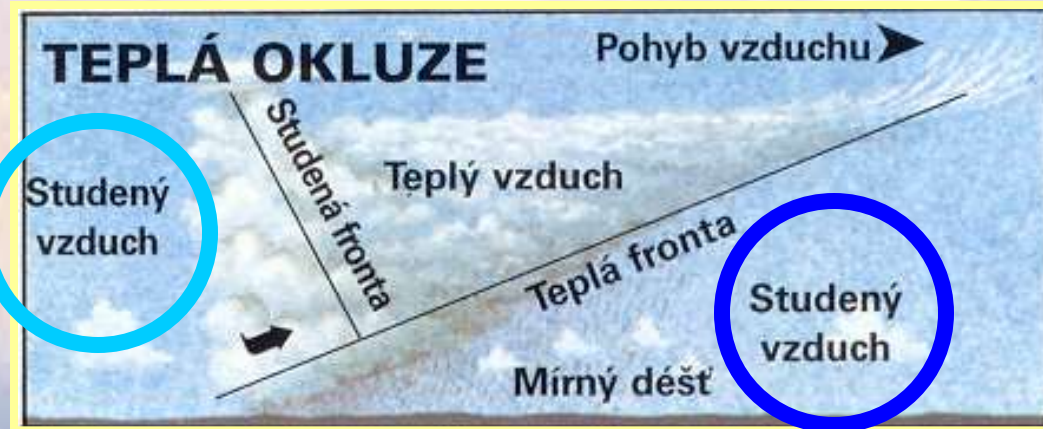 TEPLÁ OKLUZE
Pohyb vzduchu
Studená fronta
Studený
vzduch
Teplý vzduch
Teplá fronta
Studený
vzduch
Mírný déšť